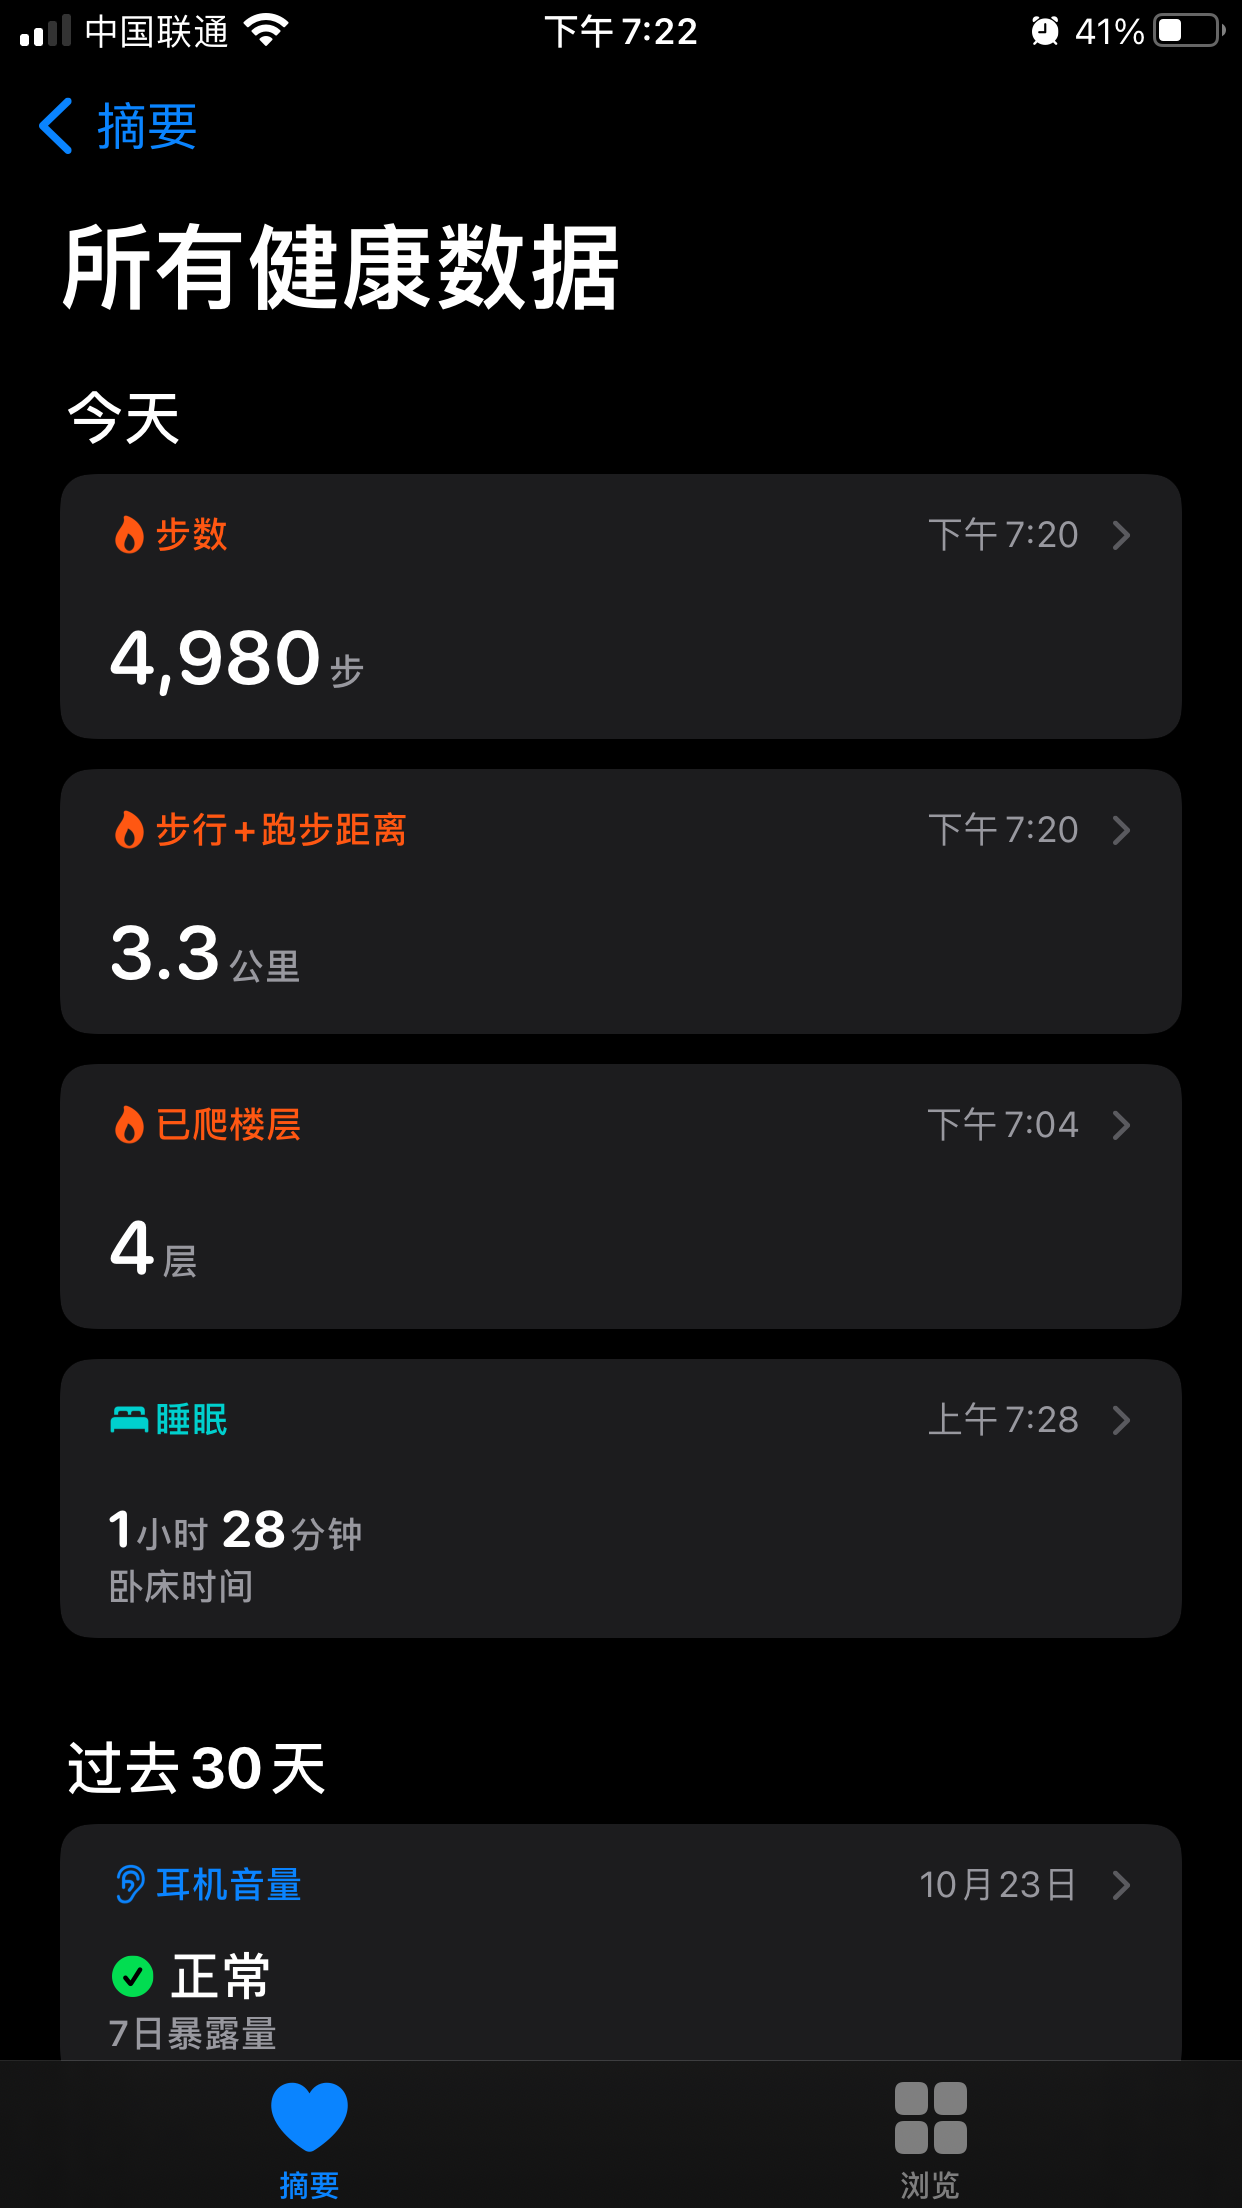 中国联通 下午 7:22 41%
摘要
所有健康数据
今天
步数 下午 7:20
4,980 步
步行+跑步距离 下午 7:20
3.3 公里
已爬楼层 下午 7:04
4 层
睡眠 上午 7:28
1小时 28分钟
卧床时间
过去 30 天
耳机音量 10月23日
正常
7日暴露量
摘要 浏览